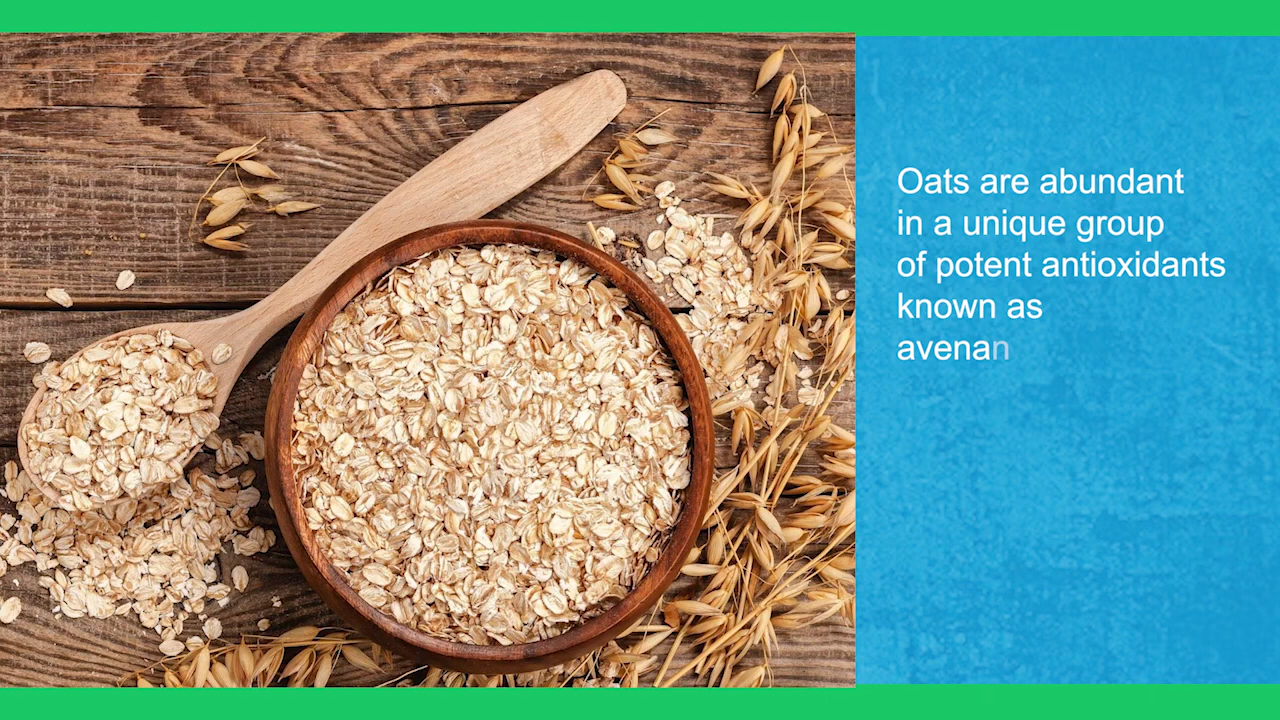 Oats are abundant
in a unique group
of potent antioxidants
known as
avenan